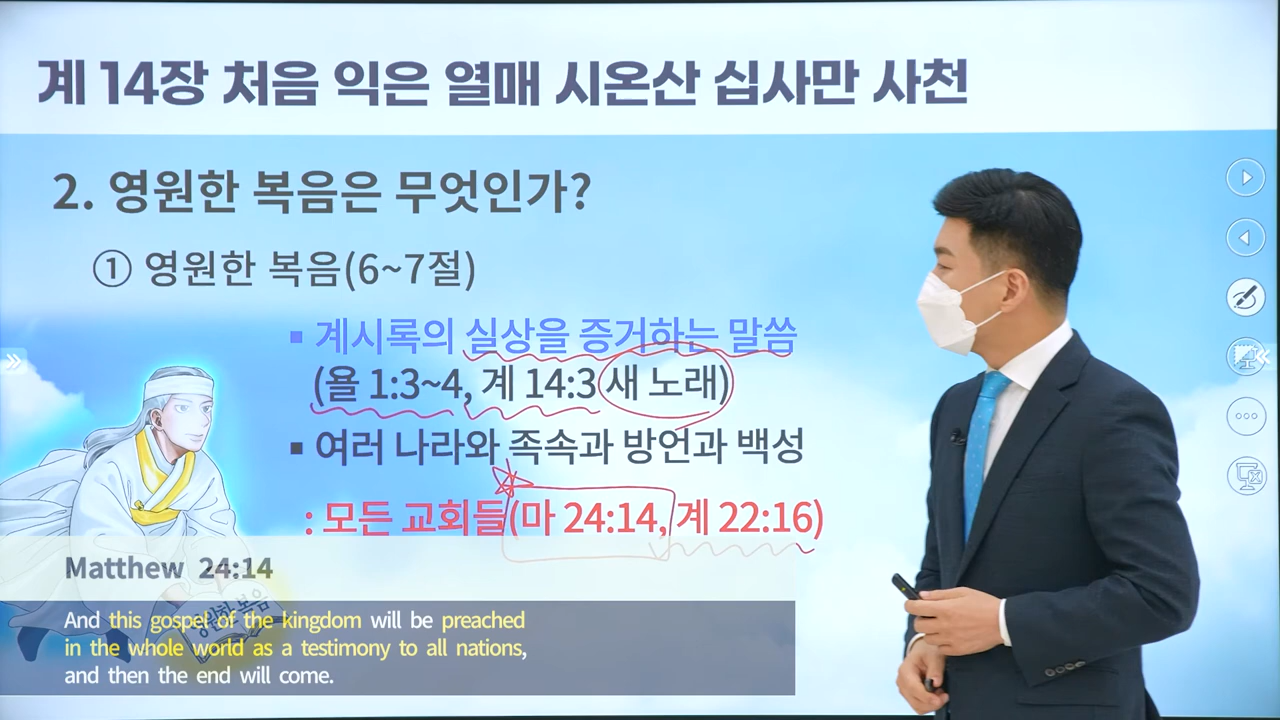 계 14장 처음 익은 열매 시온산 십사만 사천
2. 영원한 복음은 무엇인가?
① 영원한 복음(6~7절)
▪ 계시록의 실상을 증거하는 말씀
(욜 1:3~4, 계 14:3 새 노래)
▪ 여러 나라와 족속과 방언과 백성
: 모든 교회들(마 24:14, 계 22:16)
영원한 복음
Matthew 24:14
And this gospel of the kingdom will be preached
in the whole world as a testimony to all nations,
and then the end will come.